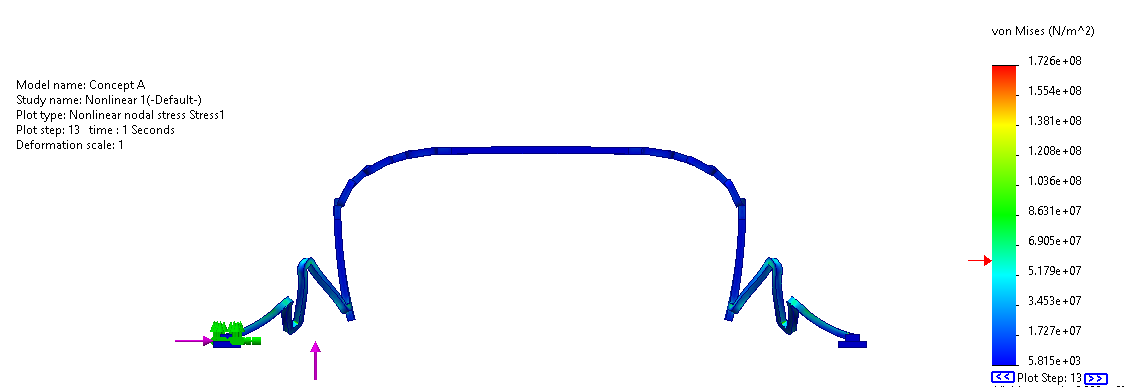 von Mises (N/m^2)
1.726e+08
Model name: Concept A
1.554e+08
Study name: Nonlinear 1(-Default-)
Plot type: Nonlinear nodal stress Stress1
1.381e+08
Plot step: 13   time : 1 Seconds
Deformation scale: 1
1.208e+08
1.036e+08
8.631e+07
6.905e+07
5.179e+07
3.453e+07
1.727e+07
5.815e+03
<< Plot Step: 13 >>